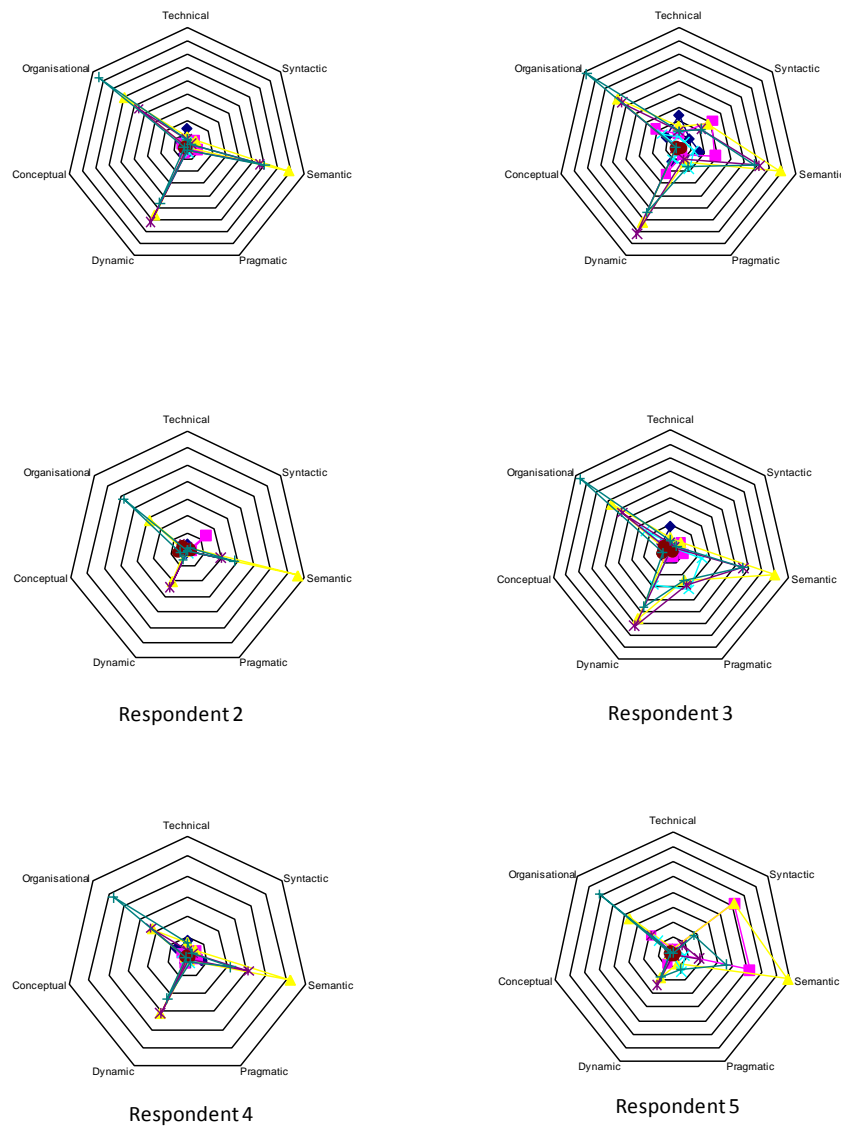 Technical
Technical
Organisational
Syntactic
Organisational
Syntactic
Conceptual
Semantic
Conceptual
Semantic
Dynamic
Pragmatic
Dynamic
Pragmatic
Technical
Technical
Organisational
Syntactic
Organisational
Syntactic
Conceptual
Semantic
Conceptual
Semantic
Dynamic
Pragmatic
Dynamic
Pragmatic
Respondent 2
Respondent 3
Technical
Technical
Organisational
Syntactic
Organisational
Syntactic
Conceptual
Semantic
Conceptual
Semantic
Dynamic
Pragmatic
Dynamic
Pragmatic
Respondent 4
Respondent 5